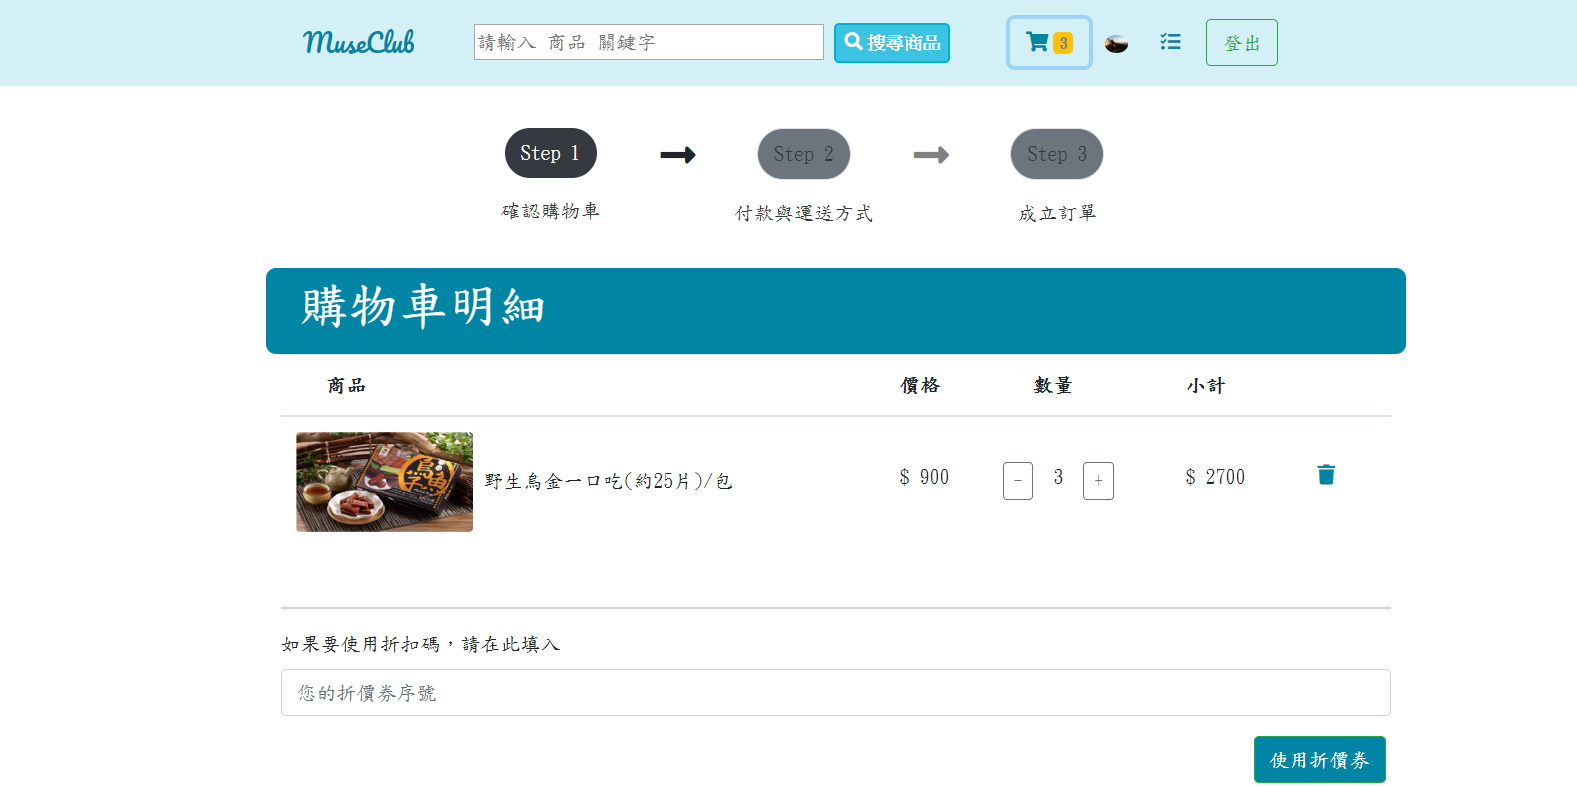 MuseClub
請輸入 商品 關鍵字
搜尋商品
3
登出
Step 1
Step 2
Step 3
確認購物車
付款與運送方式
成立訂單
購物車明細
商品
價格
數量
小計
烏魚子
野生烏金一口吃(約25片)/包
$ 900
-
3
+
$ 2700
如果要使用折扣碼，請在此填入
您的折價券序號
使用折價券